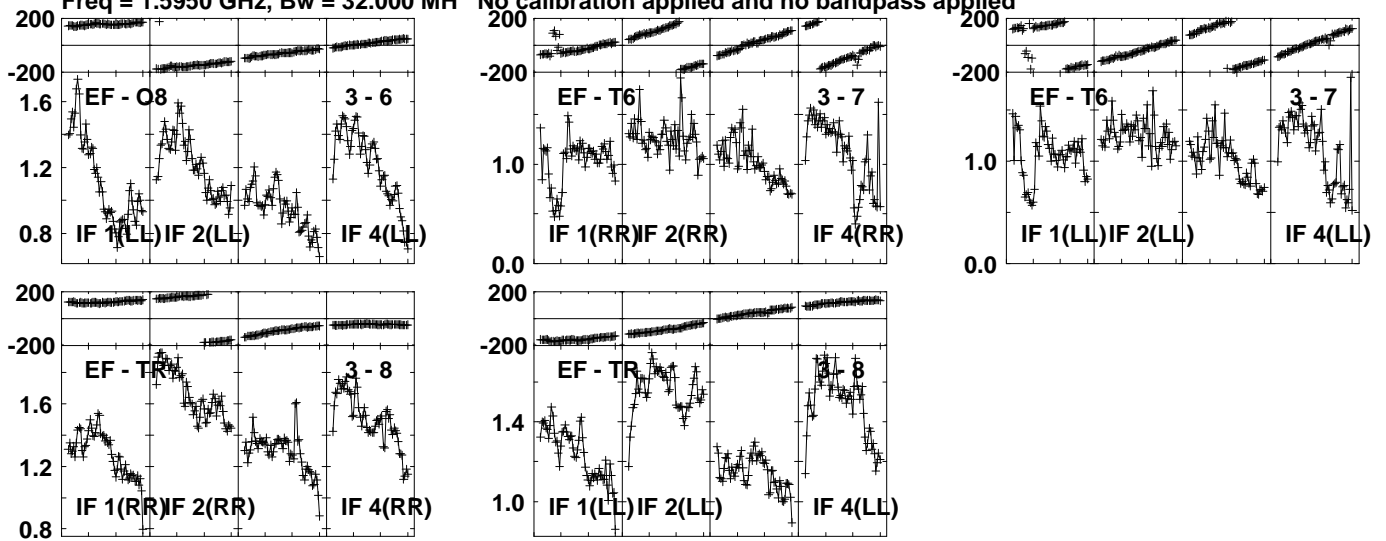 Freq = 1.5950 GHz, Bw = 32.000 MH No calibration applied and no bandpass applied
200 200 200
-200 -200 -200
EF - O8 3 - 6 EF - T6 3 - 7 EF - T6 3 - 7
1.6
1.2 1.0 1.0
0.8
IF 1(LL) IF 2(LL) IF 4(LL) IF 1(RR) IF 2(RR) IF 4(RR) IF 1(LL) IF 2(LL) IF 4(LL)
0.0 0.0
200 200
-200 -200
EF - TR 3 - 8 EF - TR 3 - 8
1.6 1.4
1.2
1.0
IF 1(RR) IF 2(RR) IF 4(RR) IF 1(LL) IF 2(LL) IF 4(LL)
0.8